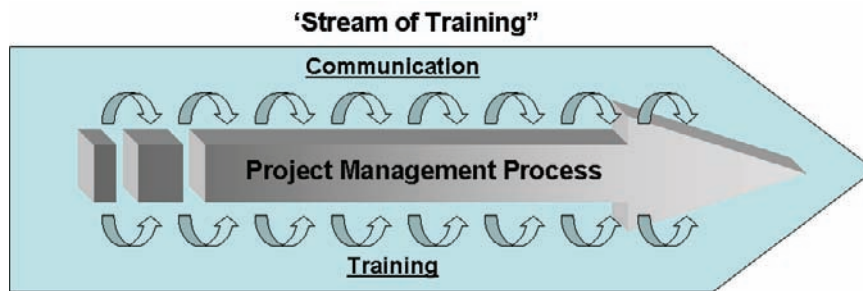 ‘Stream of Training”
Communication
Project Management Process
Training